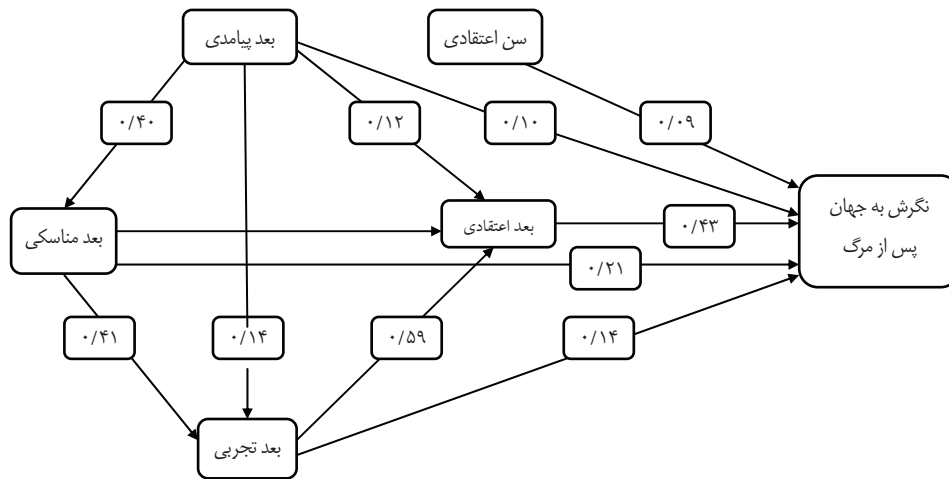 سن اعتقادی
بعد پیامدی
۰/۰۹
۰/۱۰
۰/۱۲
۰/۴۰
نگرش به جهان
پس از مرگ
۰/۴۳
بعد اعتقادی
بعد مناسکی
۰/۲۱
۰/۱۴
۰/۵۹
۰/۱۴
۰/۴۱
بعد تجربی